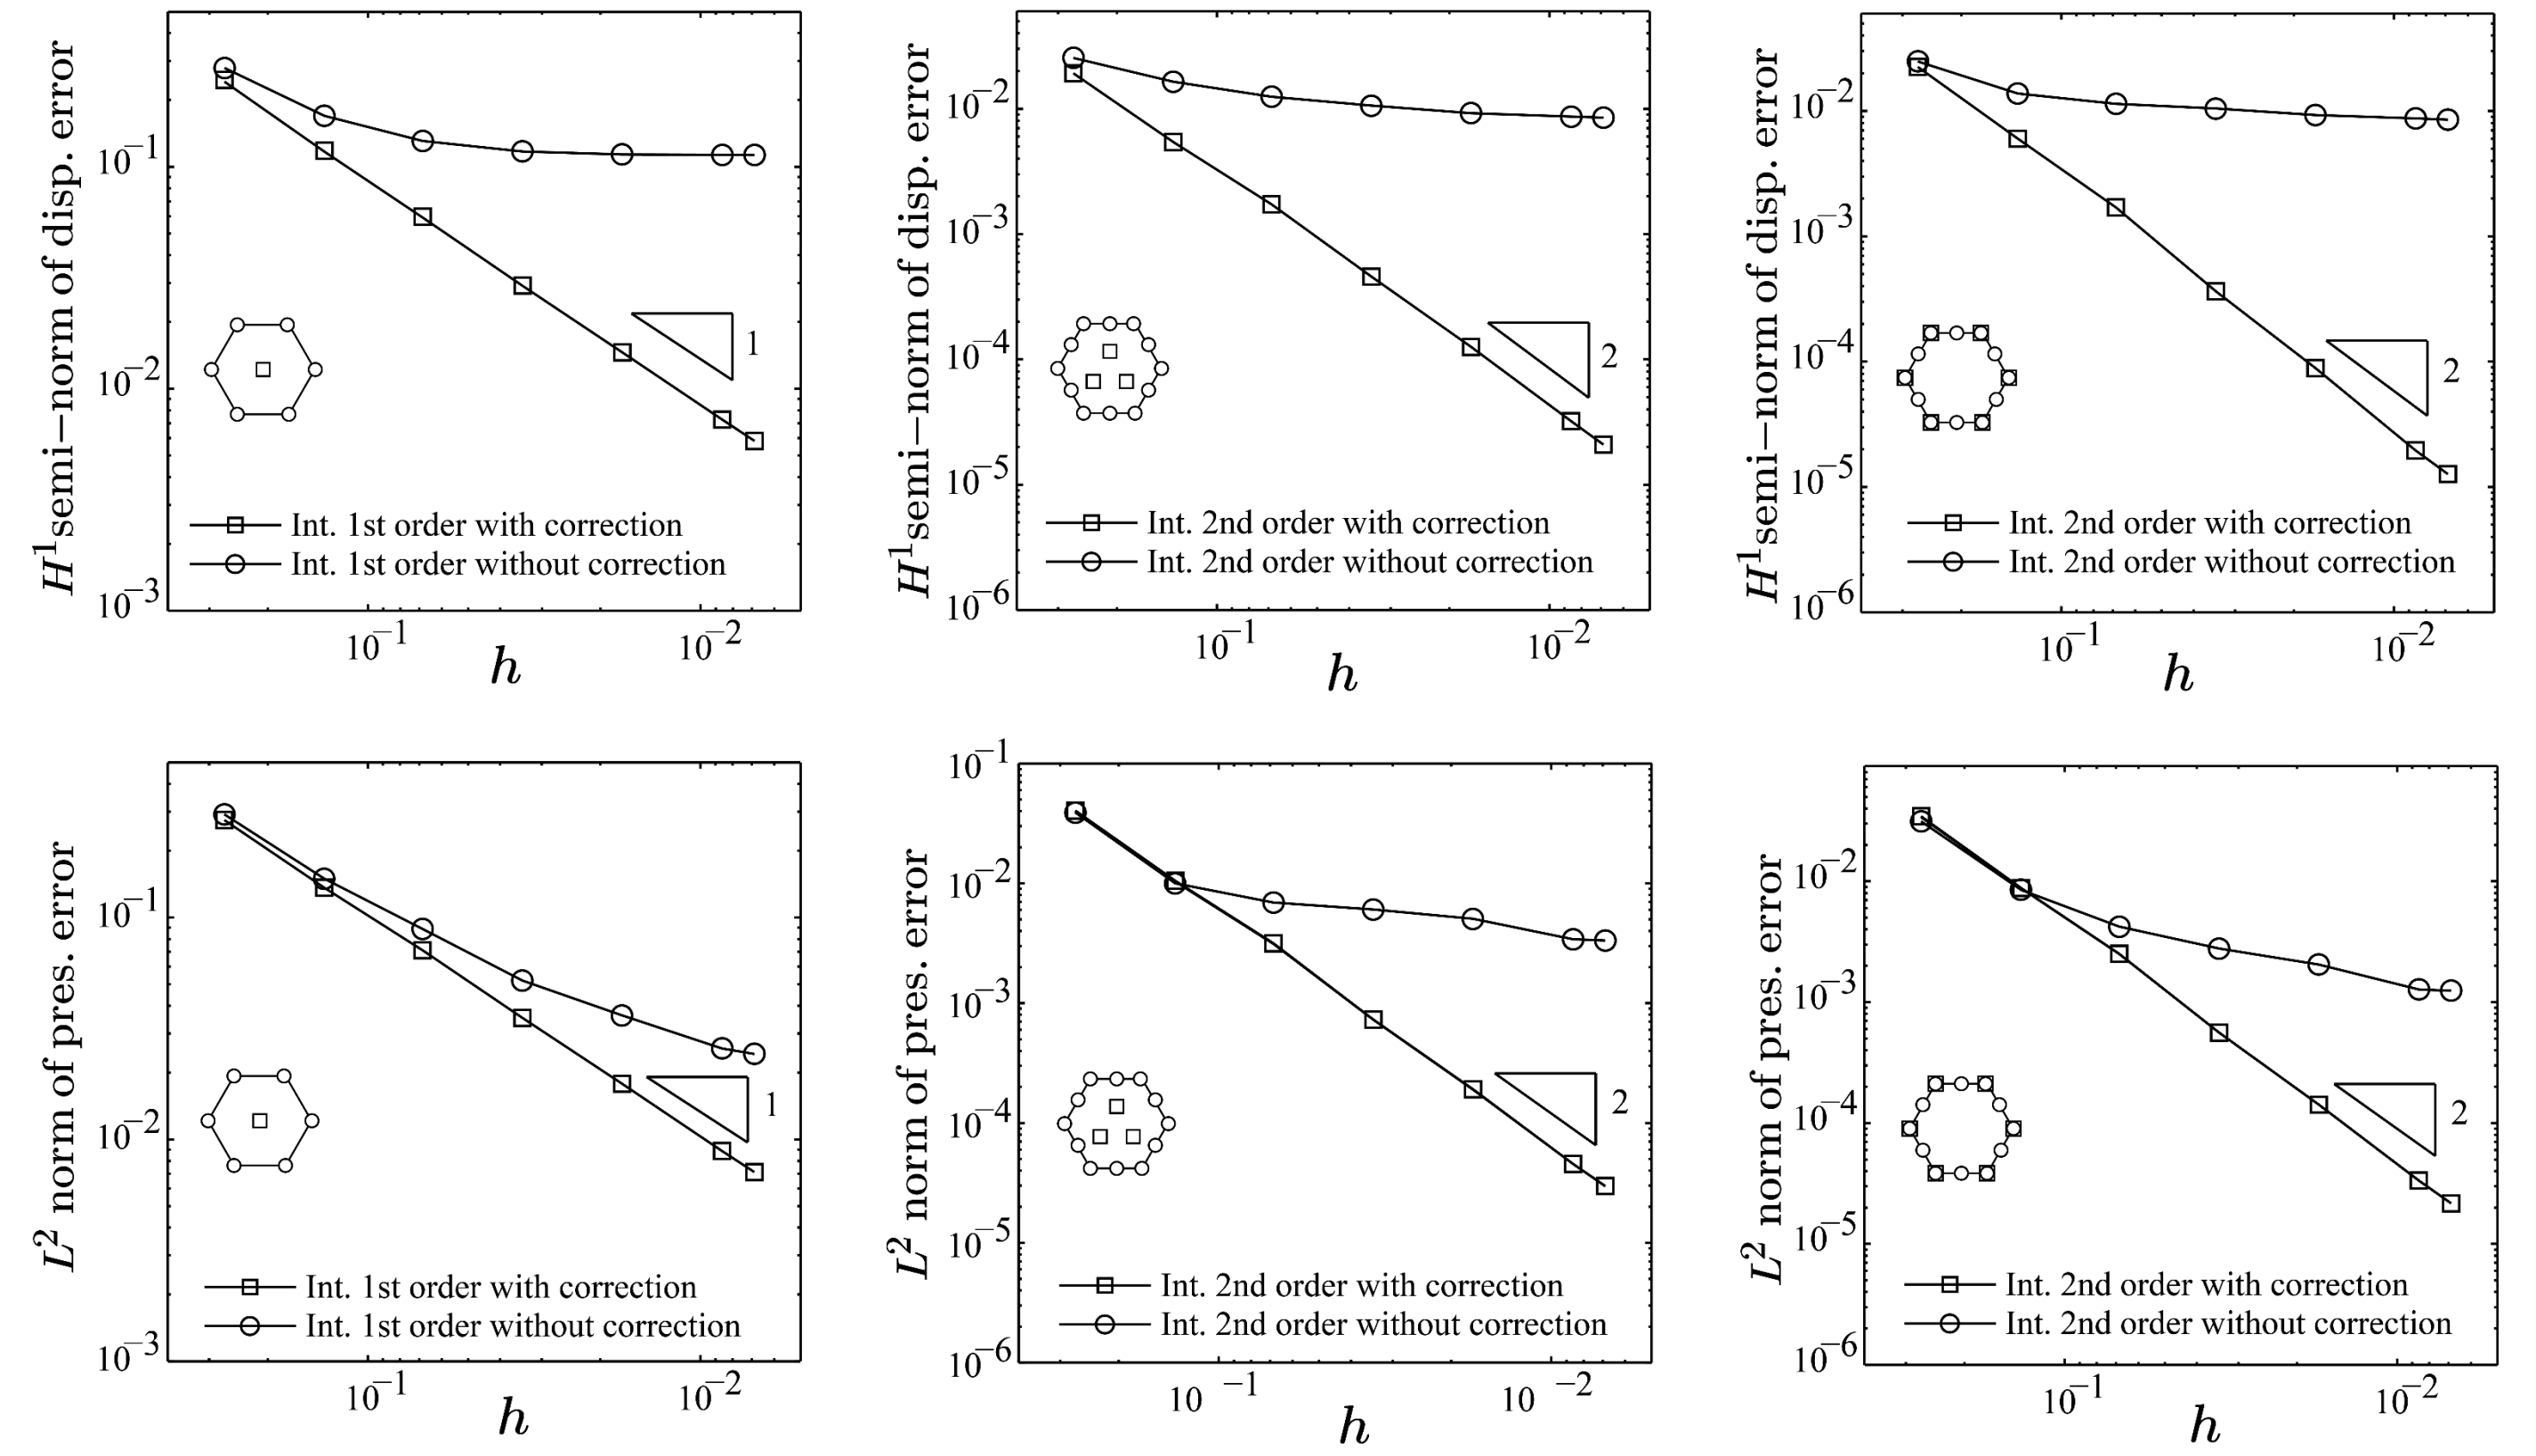 H¹semi−norm of disp. error
10⁻¹
10⁻²
10⁻³
1
Int. 1st order with correction
Int. 1st order without correction
10⁻¹
10⁻²
h
H¹semi−norm of disp. error
10⁻²
10⁻³
10⁻⁴
10⁻⁵
10⁻⁶
2
Int. 2nd order with correction
Int. 2nd order without correction
10⁻¹
10⁻²
h
H¹semi−norm of disp. error
10⁻²
10⁻³
10⁻⁴
10⁻⁵
10⁻⁶
2
Int. 2nd order with correction
Int. 2nd order without correction
10⁻¹
10⁻²
h
L² norm of pres. error
10⁻¹
10⁻²
10⁻³
1
Int. 1st order with correction
Int. 1st order without correction
10⁻¹
10⁻²
h
L² norm of pres. error
10⁻¹
10⁻²
10⁻³
10⁻⁴
10⁻⁵
10⁻⁶
2
Int. 2nd order with correction
Int. 2nd order without correction
10⁻¹
10⁻²
h
L² norm of pres. error
10⁻²
10⁻³
10⁻⁴
10⁻⁵
10⁻⁶
2
Int. 2nd order with correction
Int. 2nd order without correction
10⁻¹
10⁻²
h